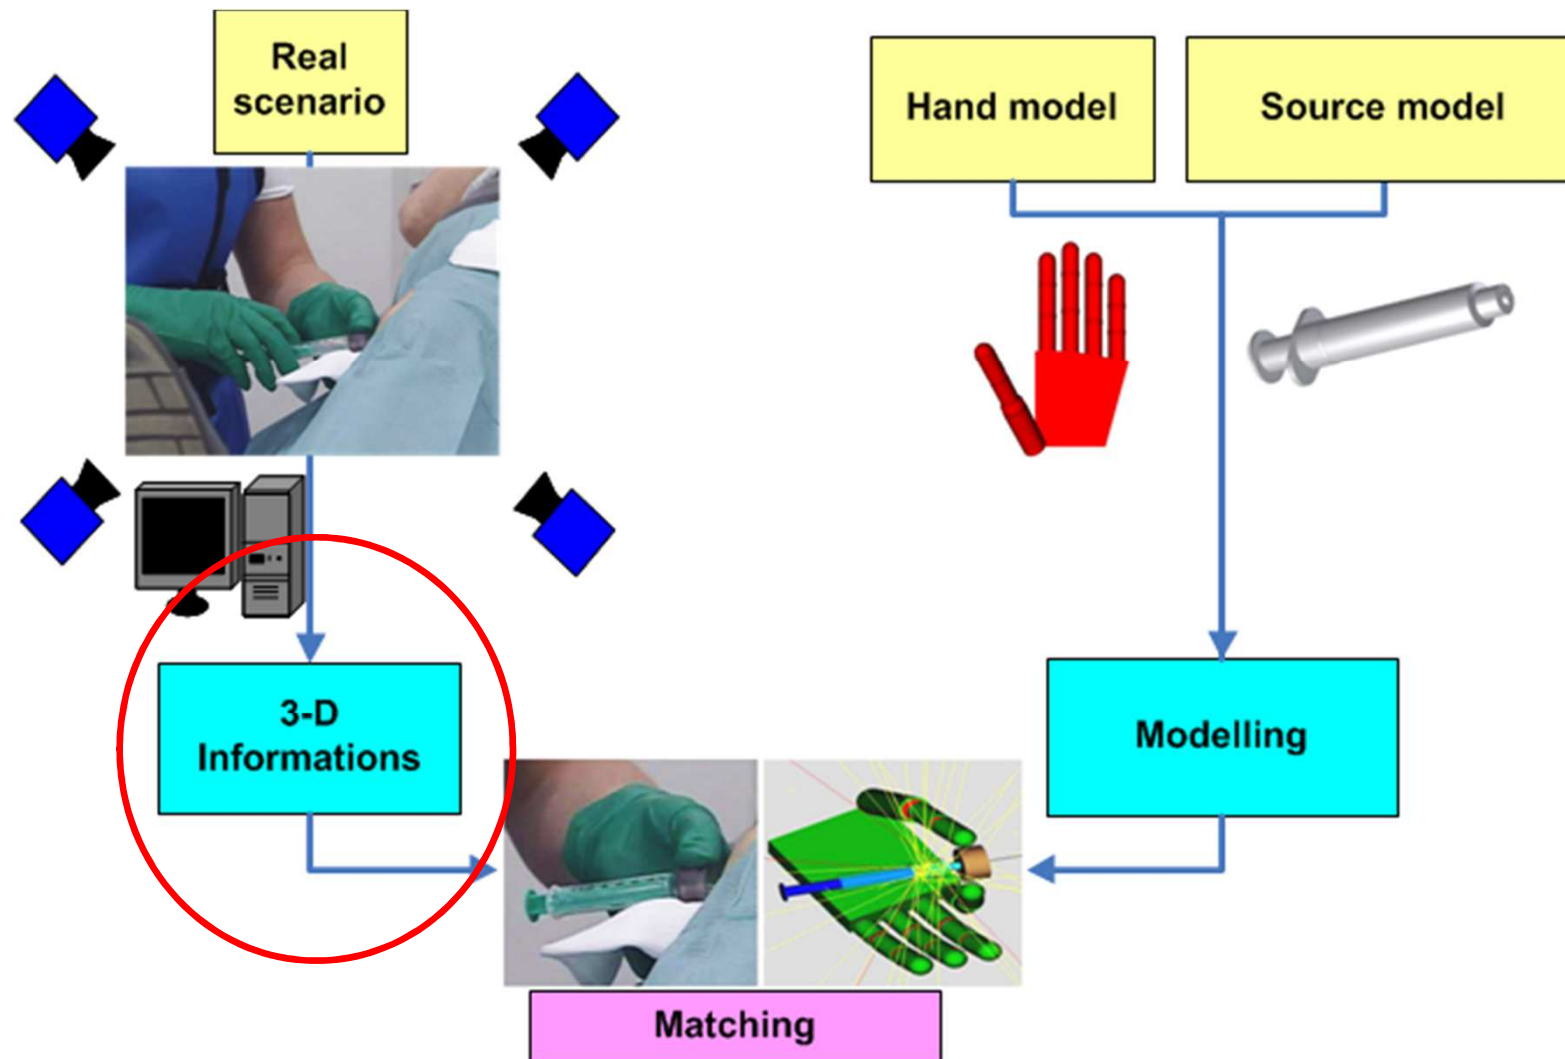 Real
scenario
Hand model
Source model
3-D
Informations
Modelling
Matching